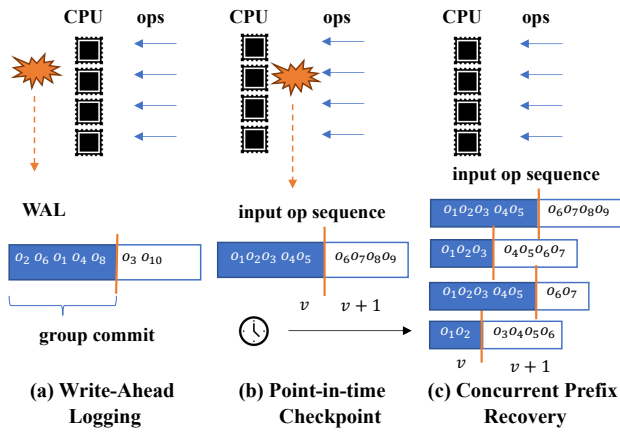 CPU ops
CPU ops
CPU ops
WAL
o2 o6 o1 o4 o8 o3 o10
group commit
(a) Write-Ahead
Logging
input op sequence
o1o2o3 o4o5 o6o7o8o9
v v + 1
(b) Point-in-time
Checkpoint
input op sequence
o1o2o3 o4o5 o6o7o8o9
o1o2o3 o4o5o6o7
o1o2o3 o4o5 o6o7
o1o2 o3o4o5o6
v v + 1
(c) Concurrent Prefix
Recovery